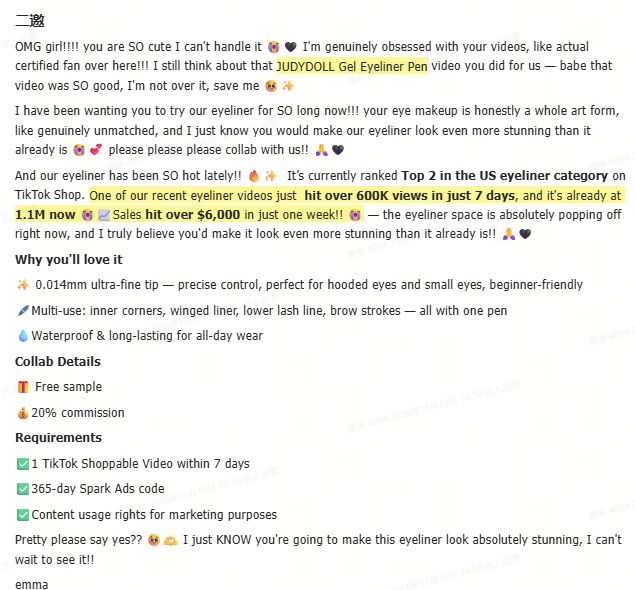 二邀
OMG girl!!!! you are SO cute I can't handle it 😭🖤 I'm genuinely obsessed with your videos, like actual
certified fan over here!!! I still think about that JUDYDOLL Gel Eyeliner Pen video you did for us — babe that
video was SO good, I'm not over it, save me 🥹✨
I have been wanting you to try our eyeliner for SO long now!!! your eye makeup is honestly a whole art form,
like genuinely unmatched, and I just know you would make our eyeliner look even more stunning than it
already is 😭💕 please please please collab with us!! 🙏🖤
And our eyeliner has been SO hot lately!! 🔥✨ It's currently ranked Top 2 in the US eyeliner category on
TikTok Shop. One of our recent eyeliner videos just hit over 600K views in just 7 days, and it's already at
1.1M now 😭📈Sales hit over $6,000 in just one week!! 😭 — the eyeliner space is absolutely popping off
right now, and I truly believe you'd make it look even more stunning than it already is!! 🙏🖤
Why you'll love it
✨ 0.014mm ultra-fine tip — precise control, perfect for hooded eyes and small eyes, beginner-friendly
🖋️Multi-use: inner corners, winged liner, lower lash line, brow strokes — all with one pen
💧Waterproof & long-lasting for all-day wear
Collab Details
🎁 Free sample
💰20% commission
Requirements
✅1 TikTok Shoppable Video within 7 days
✅365-day Spark Ads code
✅Content usage rights for marketing purposes
Pretty please say yes?? 🥹🫶 I just KNOW you're going to make this eyeliner look absolutely stunning, I can't
wait to see it!!
emma